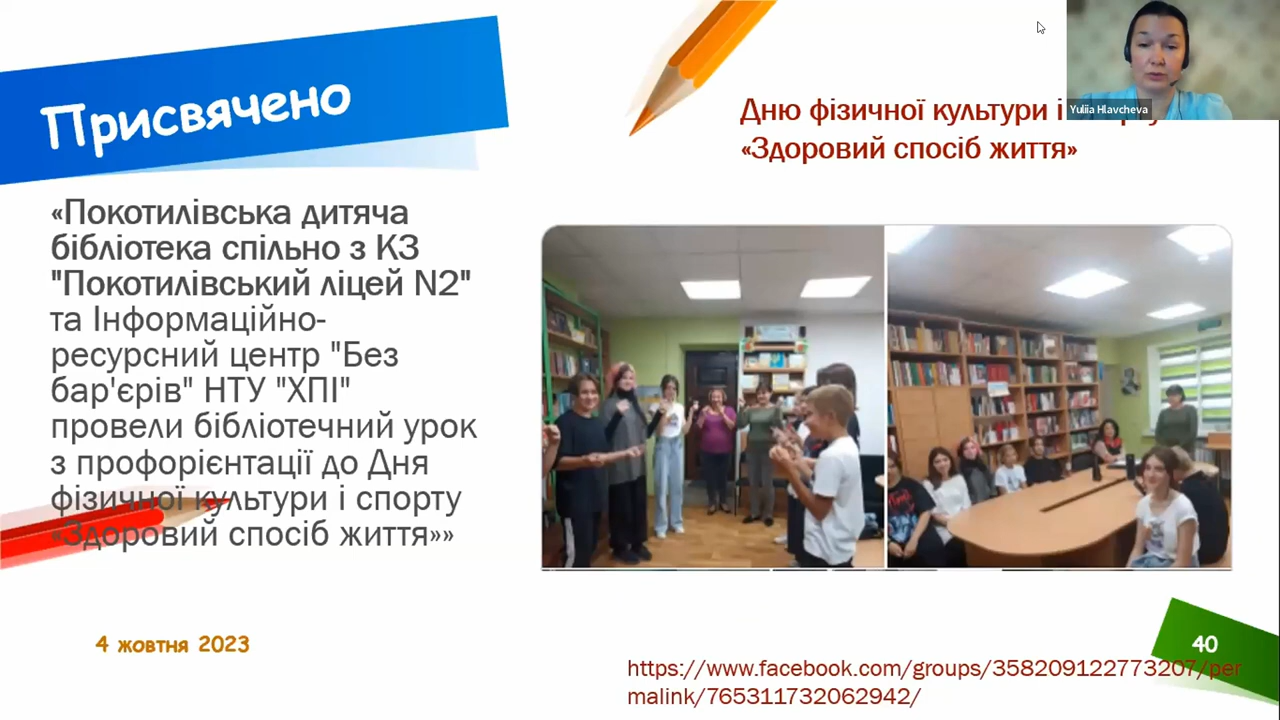 Присвячено
Дню фізичної культури і
«Здоровий спосіб життя»
Yuliia Hlavcheva
«Покотилівська дитяча
бібліотека спільно з КЗ
"Покотилівський ліцей N2"
та Інформаційно-
ресурсний центр "Без
бар'єрів" НТУ "ХПІ"
провели бібліотечний урок
з профорієнтації до Дня
фізичної культури і спорту
«Здоровий спосіб життя»»
4 жовтня 2023
40
https://www.facebook.com/groups/358209122773207/per
malink/765311732062942/